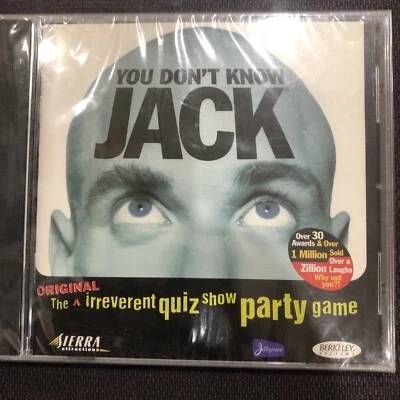 YOU DON'T KNOW
JACK
Over 30
Awards & Over
1 Million Sold
Over a
Zillion Laughs
Why not
you?!
ORIGINAL
The ^ irreverent quiz show party game
SIERRA
attractions
Jellyvision
BERKELEY
SYSTEMS